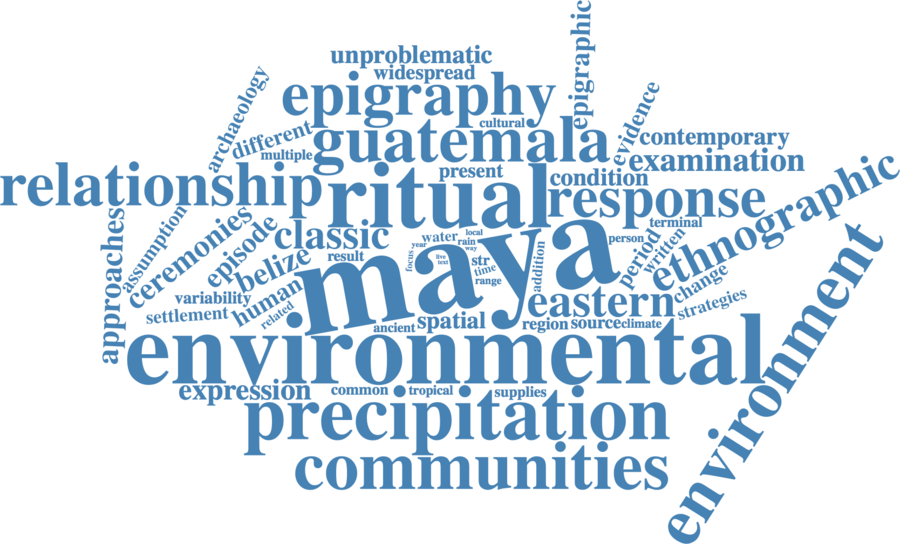 epigraphic
unproblematic
widespread
archaeology
epigraphy
evidence
different
cultural
guatemala
contemporary
multiple
examination
present
condition
relationship
ritual
response
ethnographic
approaches
assumption
ceremonies
episode
classic
terminal
water
local
rain
year
way
person
period
written
environment
belize
result
focus
live
text
str
time
range
addition
maya
change
variability
human
eastern
strategies
settlement
related
ancient
spatial
region
source
climate
environmental
expression
common
tropical
supplies
precipitation
communities